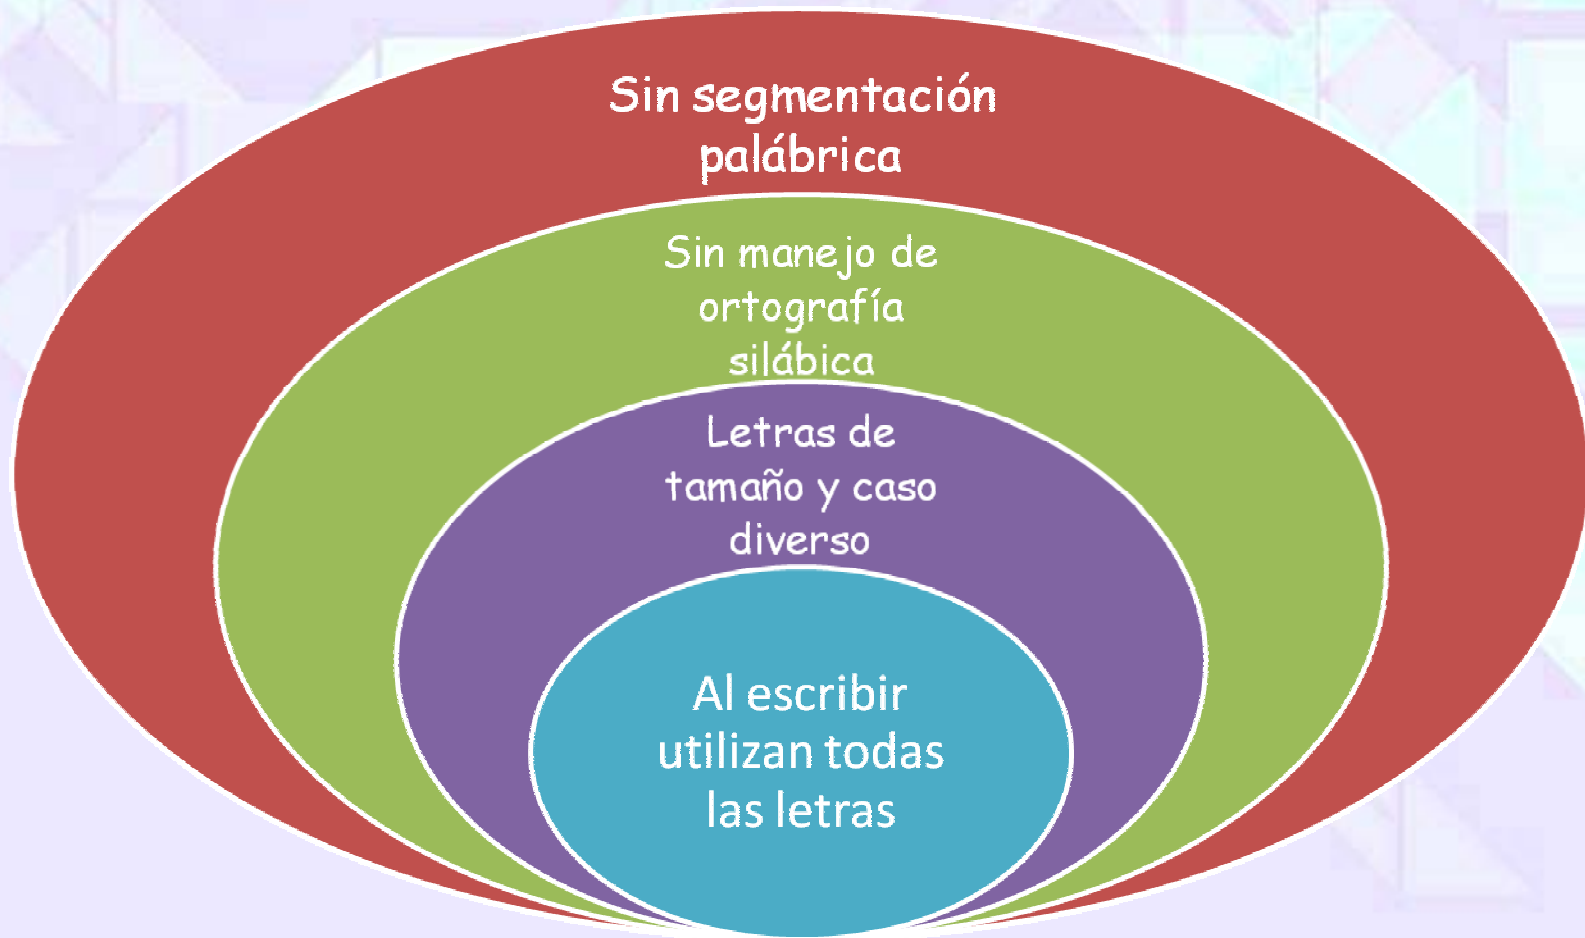 Sin segmentación
palábrica
Sin manejo de
ortografía
silábica
Letras de
tamaño y caso
diverso
Al escribir
utilizan todas
las letras